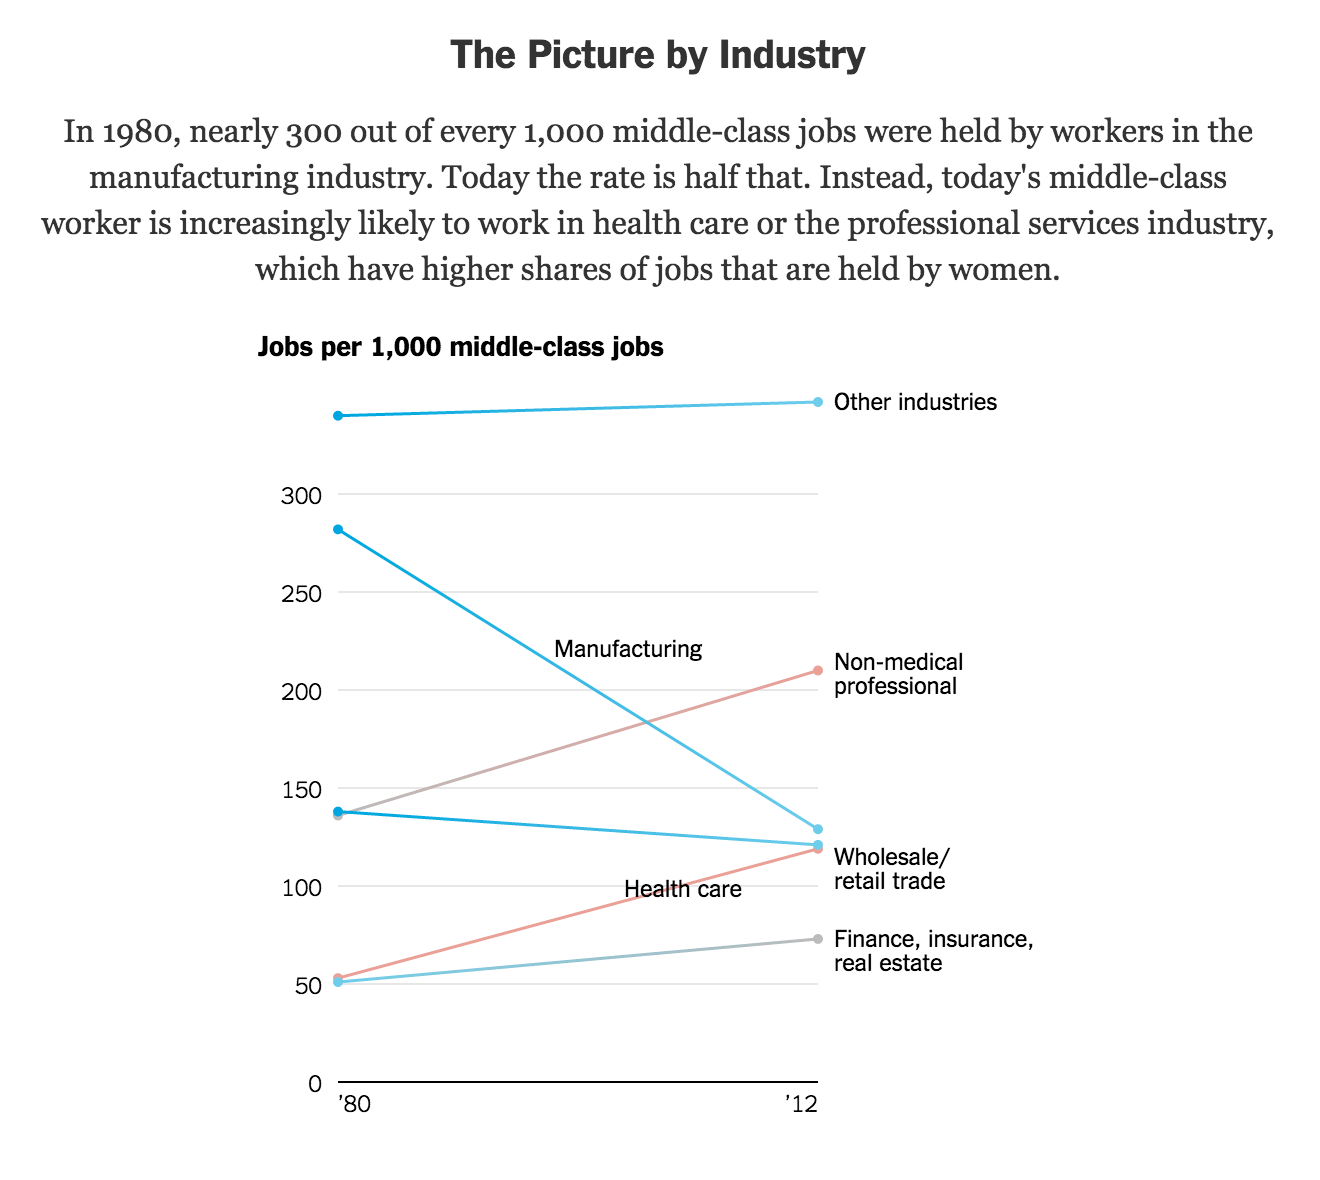 The Picture by Industry
In 1980, nearly 300 out of every 1,000 middle-class jobs were held by workers in the
manufacturing industry. Today the rate is half that. Instead, today's middle-class
worker is increasingly likely to work in health care or the professional services industry,
which have higher shares of jobs that are held by women.
Jobs per 1,000 middle-class jobs
Other industries
300
250
Manufacturing
Non-medical
professional
200
150
Wholesale/
retail trade
100
Health care
Finance, insurance,
real estate
50
0
’80
’12